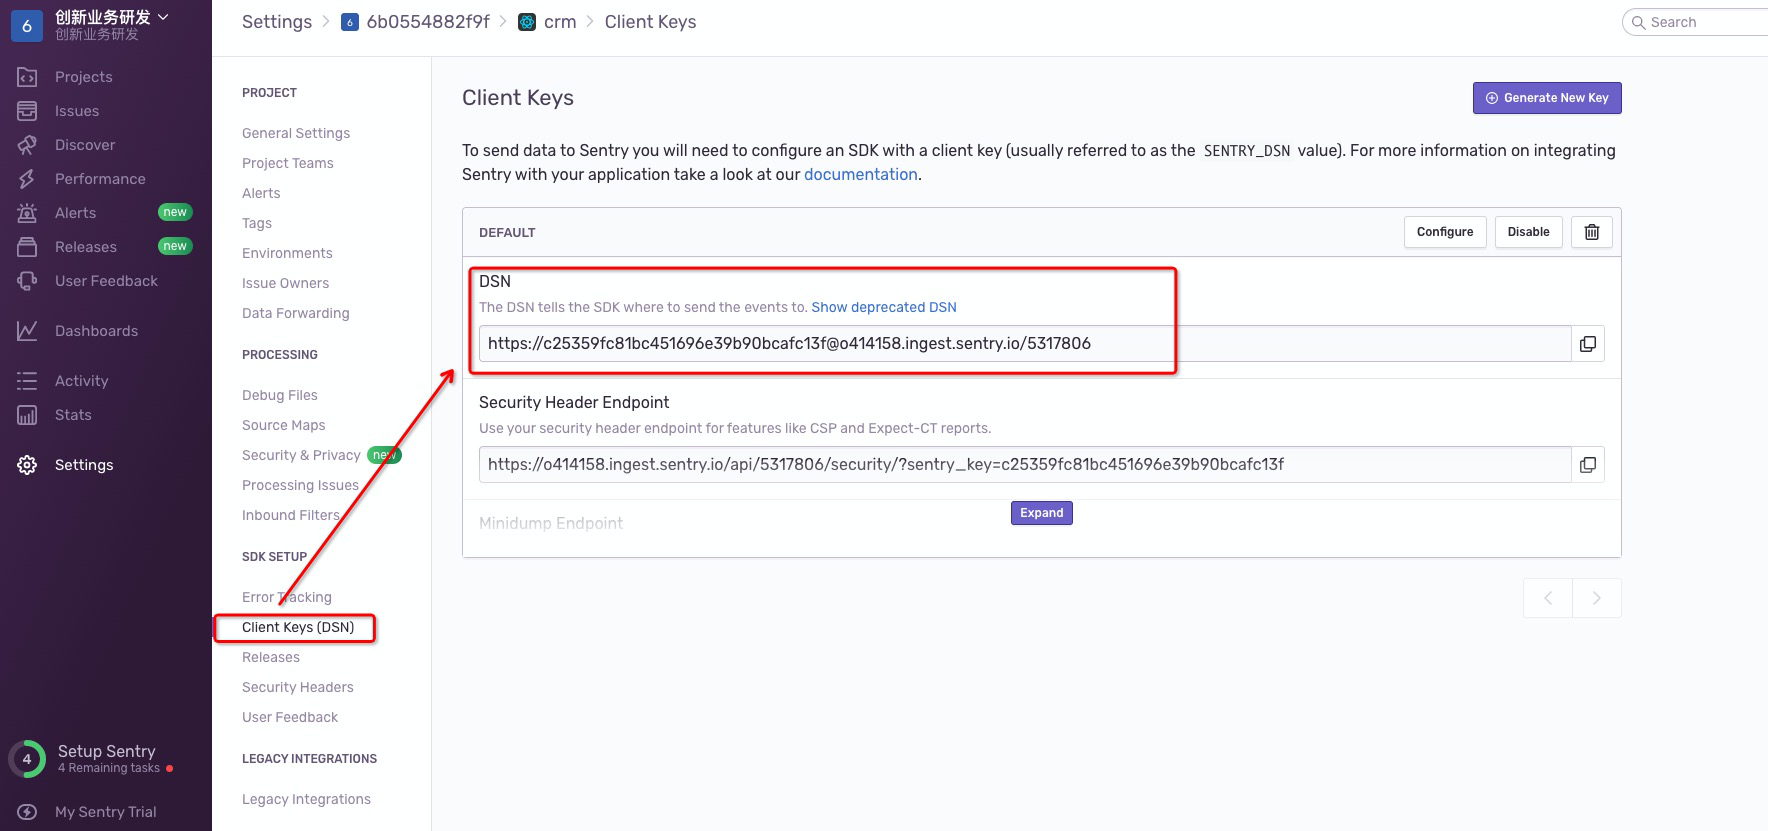 6
创新业务研发
创新业务研发
Projects
Issues
Discover
Performance
Alerts new
Releases new
User Feedback
Dashboards
Activity
Stats
Settings
4
Setup Sentry
4 Remaining tasks
My Sentry Trial
Settings > 6 6b0554882f9f > crm > Client Keys
Search
PROJECT
General Settings
Project Teams
Alerts
Tags
Environments
Issue Owners
Data Forwarding
PROCESSING
Debug Files
Source Maps
Security & Privacy new
Processing Issues
Inbound Filters
SDK SETUP
Error Tracking
Client Keys (DSN)
Releases
Security Headers
User Feedback
LEGACY INTEGRATIONS
Legacy Integrations
Client Keys
Generate New Key
To send data to Sentry you will need to configure an SDK with a client key (usually referred to as the SENTRY_DSN value). For more information on integrating
Sentry with your application take a look at our documentation.
DEFAULT
Configure
Disable
DSN
The DSN tells the SDK where to send the events to. Show deprecated DSN
https://c25359fc81bc451696e39b90bcafc13f@o414158.ingest.sentry.io/5317806
Security Header Endpoint
Use your security header endpoint for features like CSP and Expect-CT reports.
https://o414158.ingest.sentry.io/api/5317806/security/?sentry_key=c25359fc81bc451696e39b90bcafc13f
Expand
Minidump Endpoint